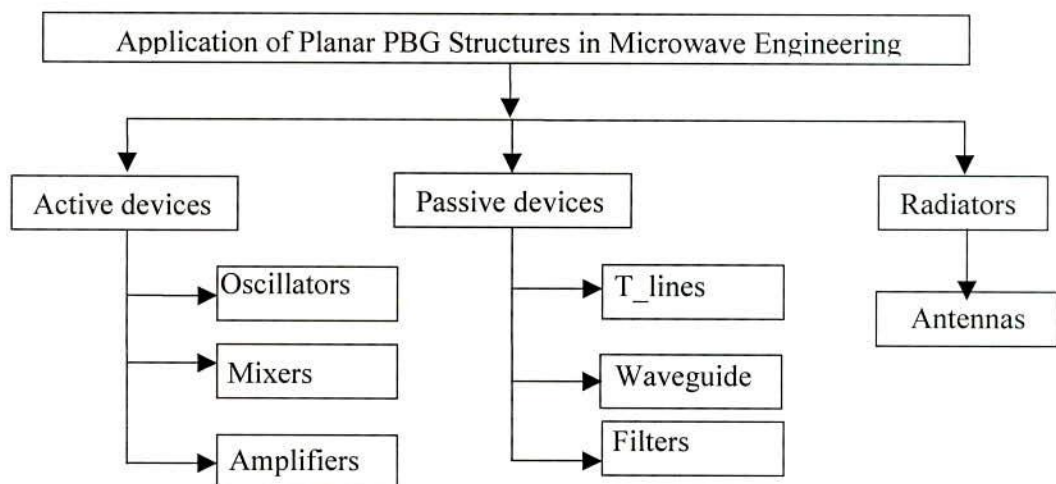 Application of Planar PBG Structures in Microwave Engineering
Active devices
Passive devices
Radiators
Oscillators
Mixers
Amplifiers
T_lines
Waveguide
Filters
Antennas